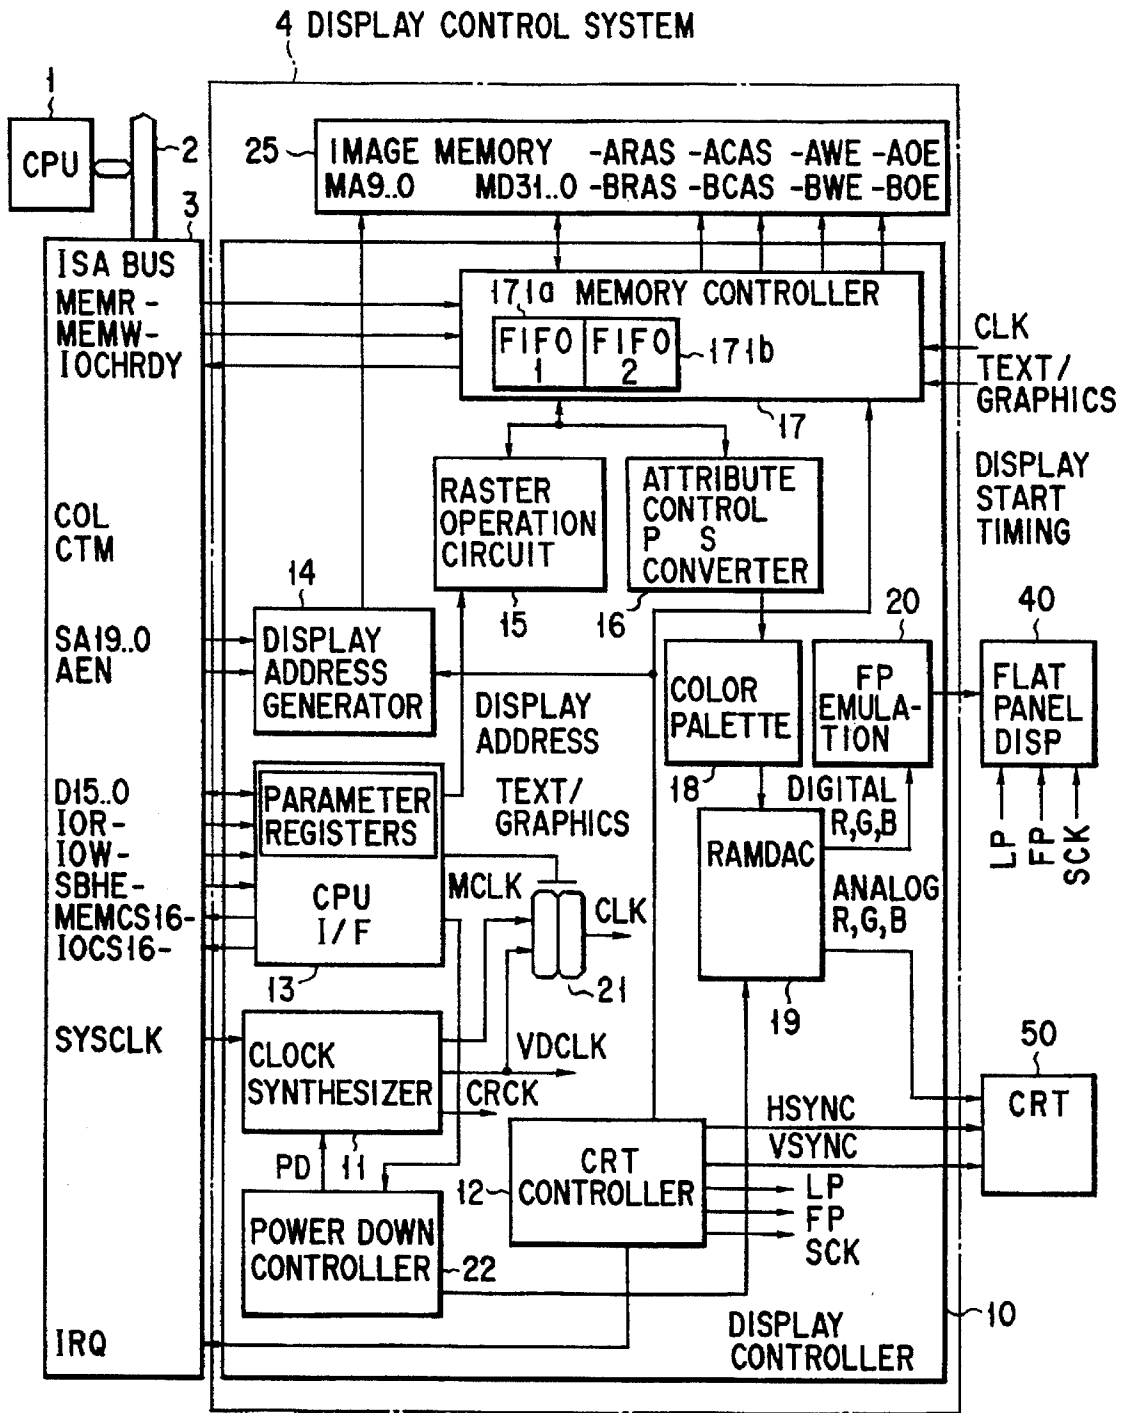 4 DISPLAY CONTROL SYSTEM
1
CPU
2
3
25
IMAGE MEMORY -ARAS -ACAS -AWE -AOE
MA9..0 MD31..0 -BRAS -BCAS -BWE -BOE
ISA BUS
MEMR-
MEMW-
IOCHRDY
COL
CTM
SA19..0
AEN
D15..0
IOR-
IOW-
SBHE-
MEMCS16-
IOCS16-
SYSCLK
IRQ
171a MEMORY CONTROLLER
FIFO
1
FIFO
2
171b
17
CLK
TEXT/
GRAPHICS
DISPLAY
START
TIMING
RASTER
OPERATION
CIRCUIT
15
ATTRIBUTE
CONTROL
P S
CONVERTER
16
14
DISPLAY
ADDRESS
GENERATOR
DISPLAY
ADDRESS
COLOR
PALETTE
18
20
FP
EMULA-
TION
40
FLAT
PANEL
DISP
LP
FP
SCK
PARAMETER
REGISTERS
CPU
I/F
13
TEXT/
GRAPHICS
MCLK
CLK
21
DIGITAL
R,G,B
RAMDAC
ANALOG
R,G,B
19
CLOCK
SYNTHESIZER
11
VDCLK
CRCK
PD
50
CRT
HSYNC
VSYNC
12
CRT
CONTROLLER
LP
FP
SCK
POWER DOWN
CONTROLLER
22
DISPLAY
CONTROLLER
10